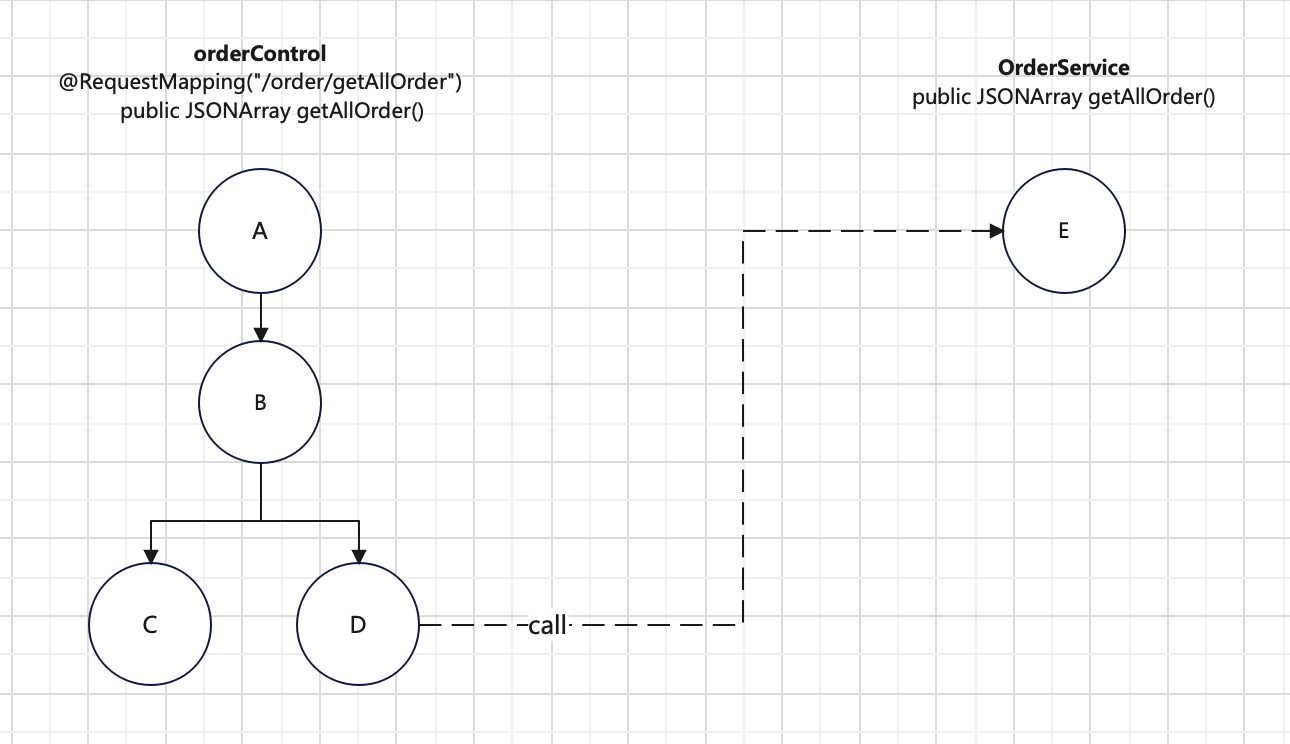 orderControl
@RequestMapping("/order/getAllOrder")
public JSONArray getAllOrder()
OrderService
public JSONArray getAllOrder()
A
E
B
C
D
call